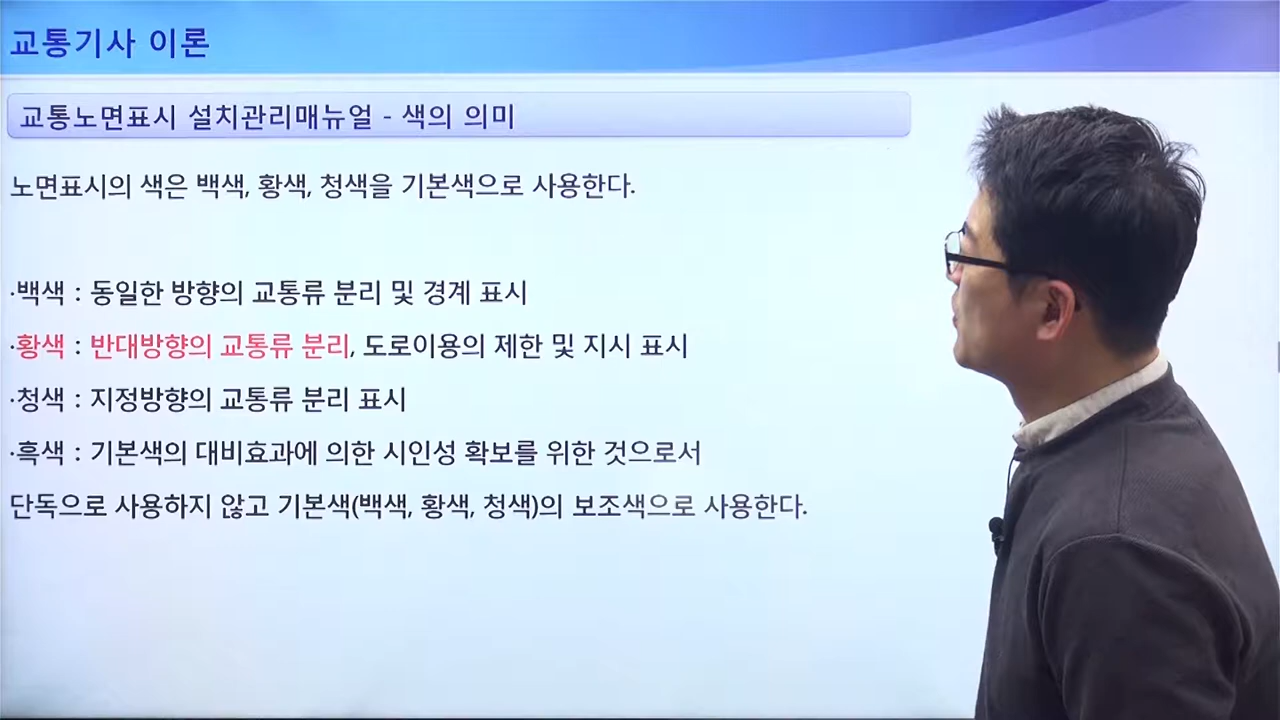 교통기사 이론
교통노면표시 설치관리매뉴얼 - 색의 의미
노면표시의 색은 백색, 황색, 청색을 기본색으로 사용한다.
·백색 : 동일한 방향의 교통류 분리 및 경계 표시
·황색 : 반대방향의 교통류 분리, 도로이용의 제한 및 지시 표시
·청색 : 지정방향의 교통류 분리 표시
·흑색 : 기본색의 대비효과에 의한 시인성 확보를 위한 것으로서
단독으로 사용하지 않고 기본색(백색, 황색, 청색)의 보조색으로 사용한다.